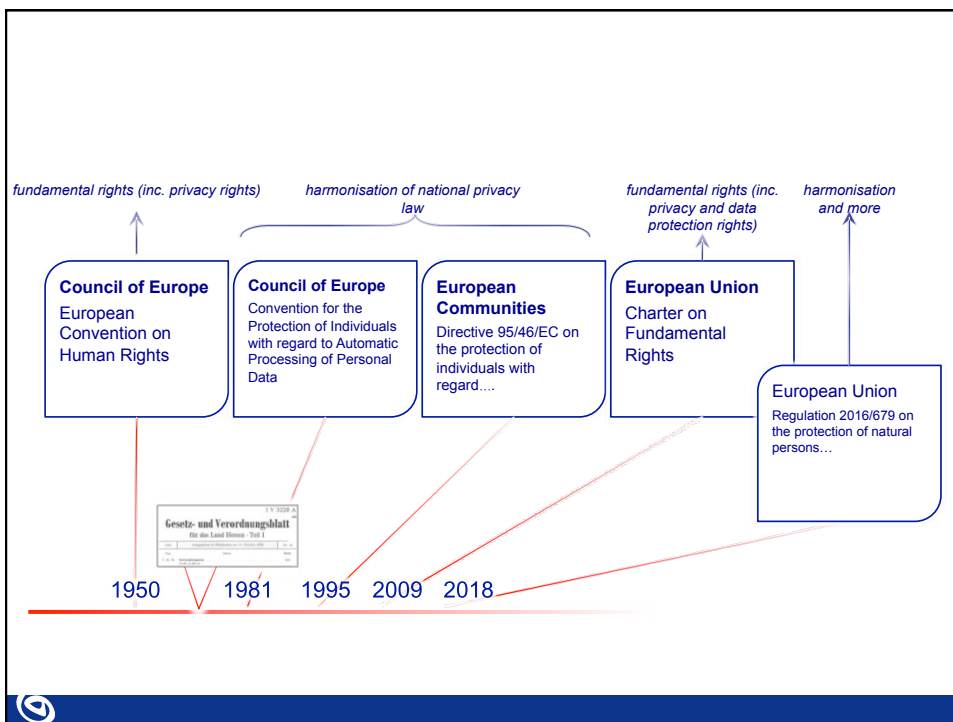 fundamental rights (inc. privacy rights)
harmonisation of national privacy
law
fundamental rights (inc.
privacy and data
protection rights)
harmonisation
and more
Council of Europe
European
Convention on
Human Rights
Council of Europe
Convention for the
Protection of Individuals
with regard to Automatic
Processing of Personal
Data
European
Communities
Directive 95/46/EC on
the protection of
individuals with
regard….
European Union
Charter on
Fundamental
Rights
European Union
Regulation 2016/679 on
the protection of natural
persons…
1 V 3228 A
Gesetz- und Verordnungsblatt
für das Land Hessen · Teil I
1950
1981
1995
2009
2018